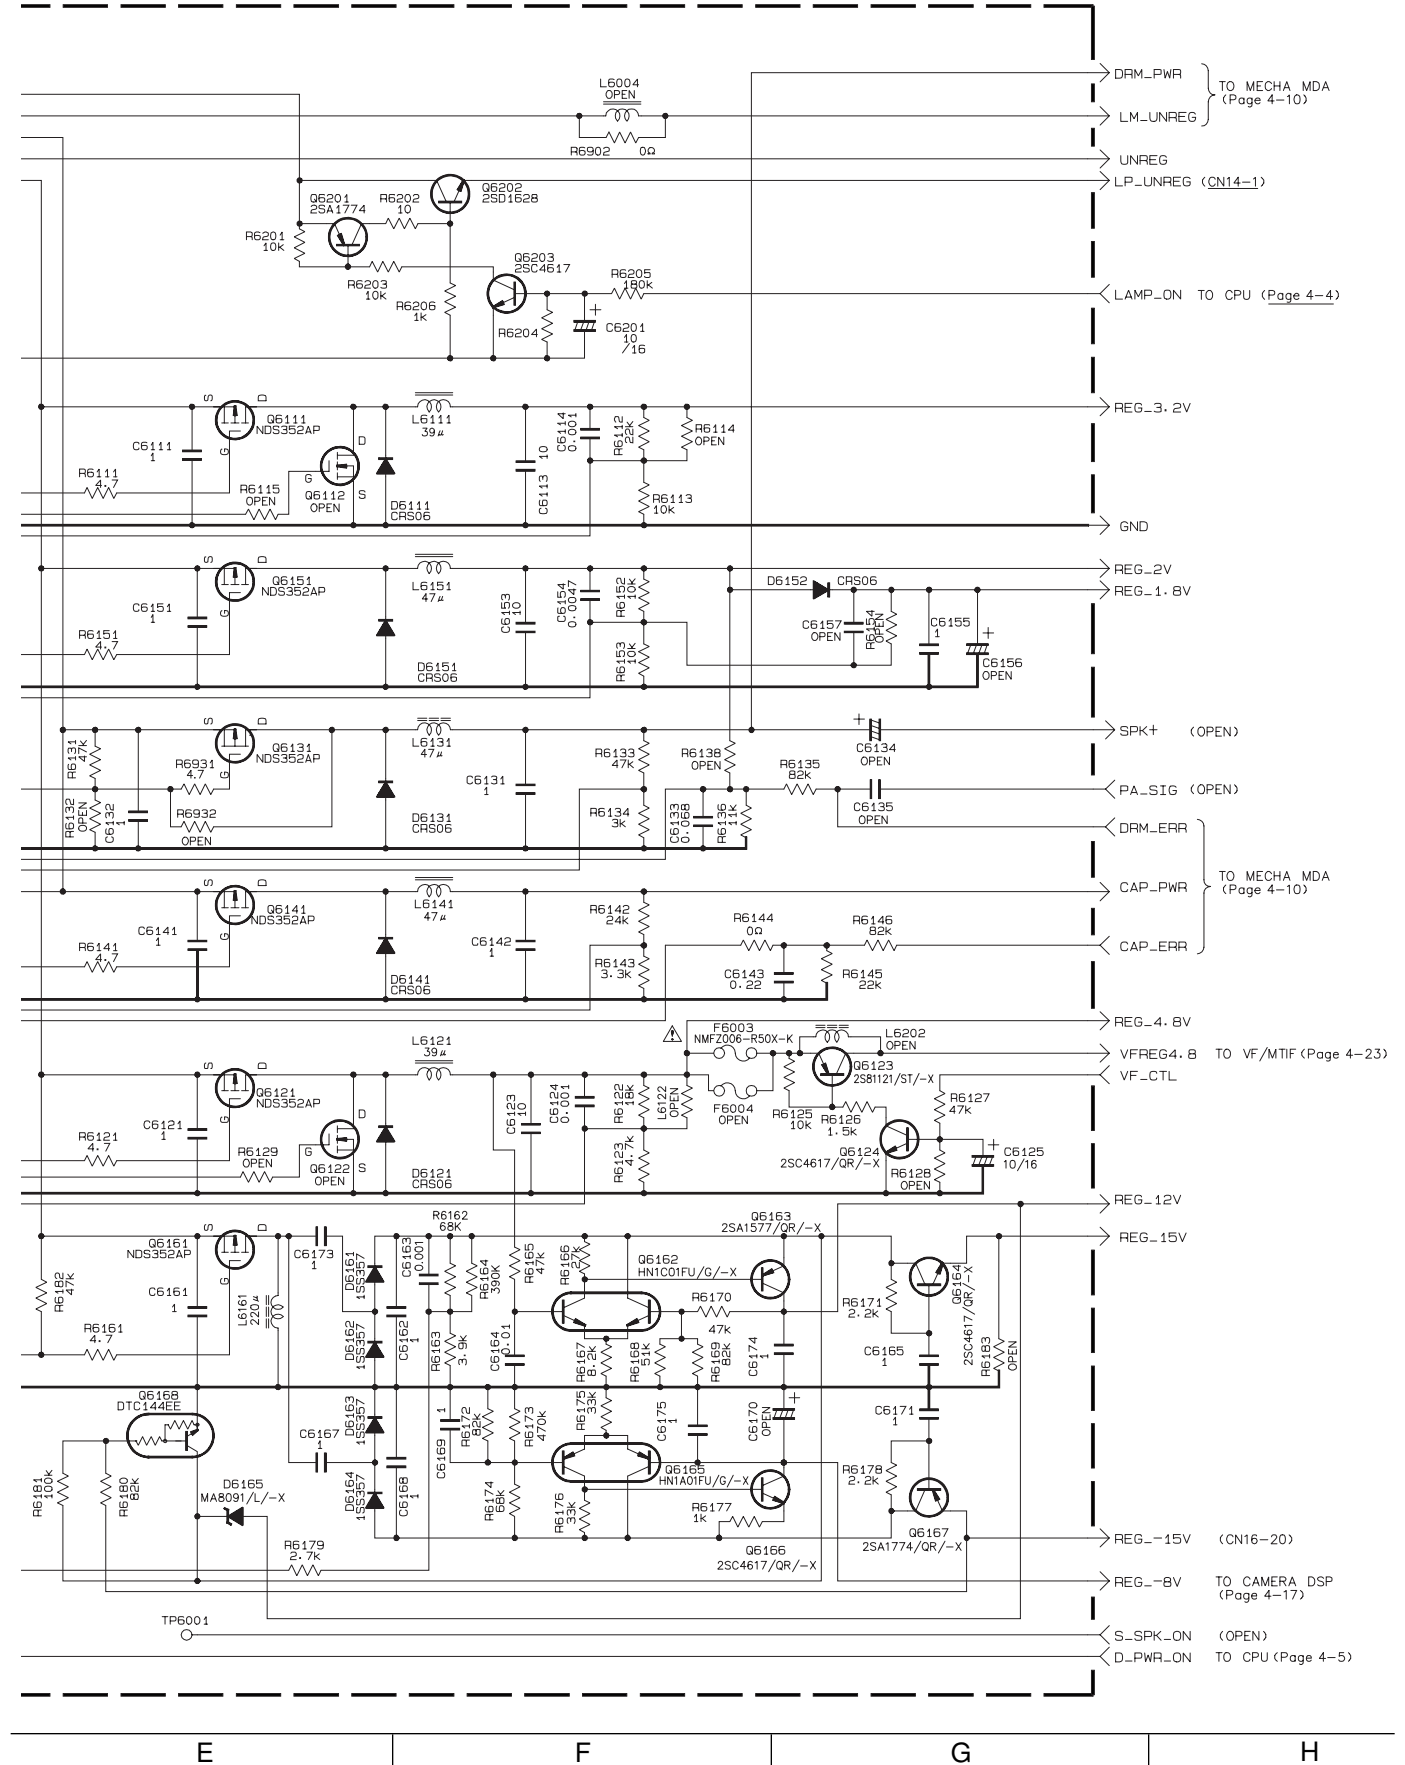 DRM_PWR
TO MECHA MDA
(Page 4-10)
L6004
OPEN
LM_UNREG
R6902 0Ω
UNREG
LP_UNREG (CN14-1)
Q6201
2SA1774
R6202
10
Q6202
2SD1628
R6201
10k
R6203
10k
Q6203
2SC4617
R6205
180k
R6206
1k
R6204
C6201
10
/16
LAMP_ON TO CPU (Page 4-4)
S D
Q6111
NDS352AP
G
C6111
1
R6111
4.7
R6115
OPEN
D
G
S
Q6112
OPEN
L6111
39μ
D6111
CRS06
C6113 10
C6114
0.001
R6112
22k
R6114
OPEN
R6113
10k
REG_3.2V
GND
S D
Q6151
NDS352AP
G
C6151
1
R6151
4.7
L6151
47μ
D6151
CRS06
C6153
10
C6154
0.0047
R6152
10k
R6153
10k
D6152 CRS06
C6157
OPEN
R6154
OPEN
C6155
1
C6156
OPEN
REG_2V
REG_1.8V
S D
Q6131
NDS352AP
G
R6131
47k
R6132
OPEN
C6132
1
R6931
4.7
R6932
OPEN
L6131
47μ
D6131
CRS06
C6131
1
R6133
47k
R6134
3k
R6138
OPEN
C6133
0.068
R6136
11k
R6135
82k
C6134
OPEN
C6135
OPEN
SPK+ (OPEN)
PA_SIG (OPEN)
DRM_ERR
TO MECHA MDA
(Page 4-10)
CAP_PWR
CAP_ERR
S D
Q6141
NDS352AP
G
C6141
1
R6141
4.7
L6141
47μ
D6141
CRS06
C6142
1
R6142
24k
R6143
3.3k
R6144
0Ω
C6143
0.22
R6146
82k
R6145
22k
REG_4.8V
VFREG4.8 TO VF/MTIF(Page 4-23)
VF_CTL
F6003
NMFZ006-R50X-K
F6004
OPEN
L6202
OPEN
Q6123
2SB1121/ST/-X
R6125
10k
R6126
1.5k
R6127
47k
Q6124
2SC4617/QR/-X
R6128
OPEN
C6125
10/16
S D
Q6121
NDS352AP
G
C6121
1
R6121
4.7
R6129
OPEN
D
G
S
Q6122
OPEN
L6121
39μ
D6121
CRS06
C6123
10
C6124
0.001
R6122
18k
L6122
OPEN
R6123
4.7k
REG_12V
REG_15V
S D
Q6161
NDS352AP
G
R6182
47k
C6161
1
R6161
4.7
L6161
220μ
C6173
1
D6161
1SS357
D6162
1SS357
C6162
1
C6163
0.001
R6162
68K
R6164
390K
R6163
3.9k
R6165
47k
C6164
0.01
R6166
2.7k
Q6162
HN1C01FU/G/-X
R6167
8.2k
R6168
51k
R6169
82k
R6170
47k
Q6163
2SA1577/QR/-X
C6174
1
Q6164
2SC4617/QR/-X
R6171
2.2k
C6165
1
R6183
OPEN
Q6168
DTC144EE
R6181
100k
R6180
82k
D6165
MA8091/L/-X
C6167
1
D6163
1SS357
D6164
1SS357
C6168
1
C6169 1
R6172
82k
R6173
470k
R6174
68k
R6175
33k
R6176
33k
C6175
1
C6170
OPEN
Q6165
HN1A01FU/G/-X
R6177
1k
Q6166
2SC4617/QR/-X
C6171
1
R6178
2.2k
Q6167
2SA1774/QR/-X
R6179
2.7k
REG_-15V (CN16-20)
REG_-8V TO CAMERA DSP
(Page 4-17)
TP6001
S_SPK_ON (OPEN)
D_PWR_ON TO CPU(Page 4-5)
E F G H